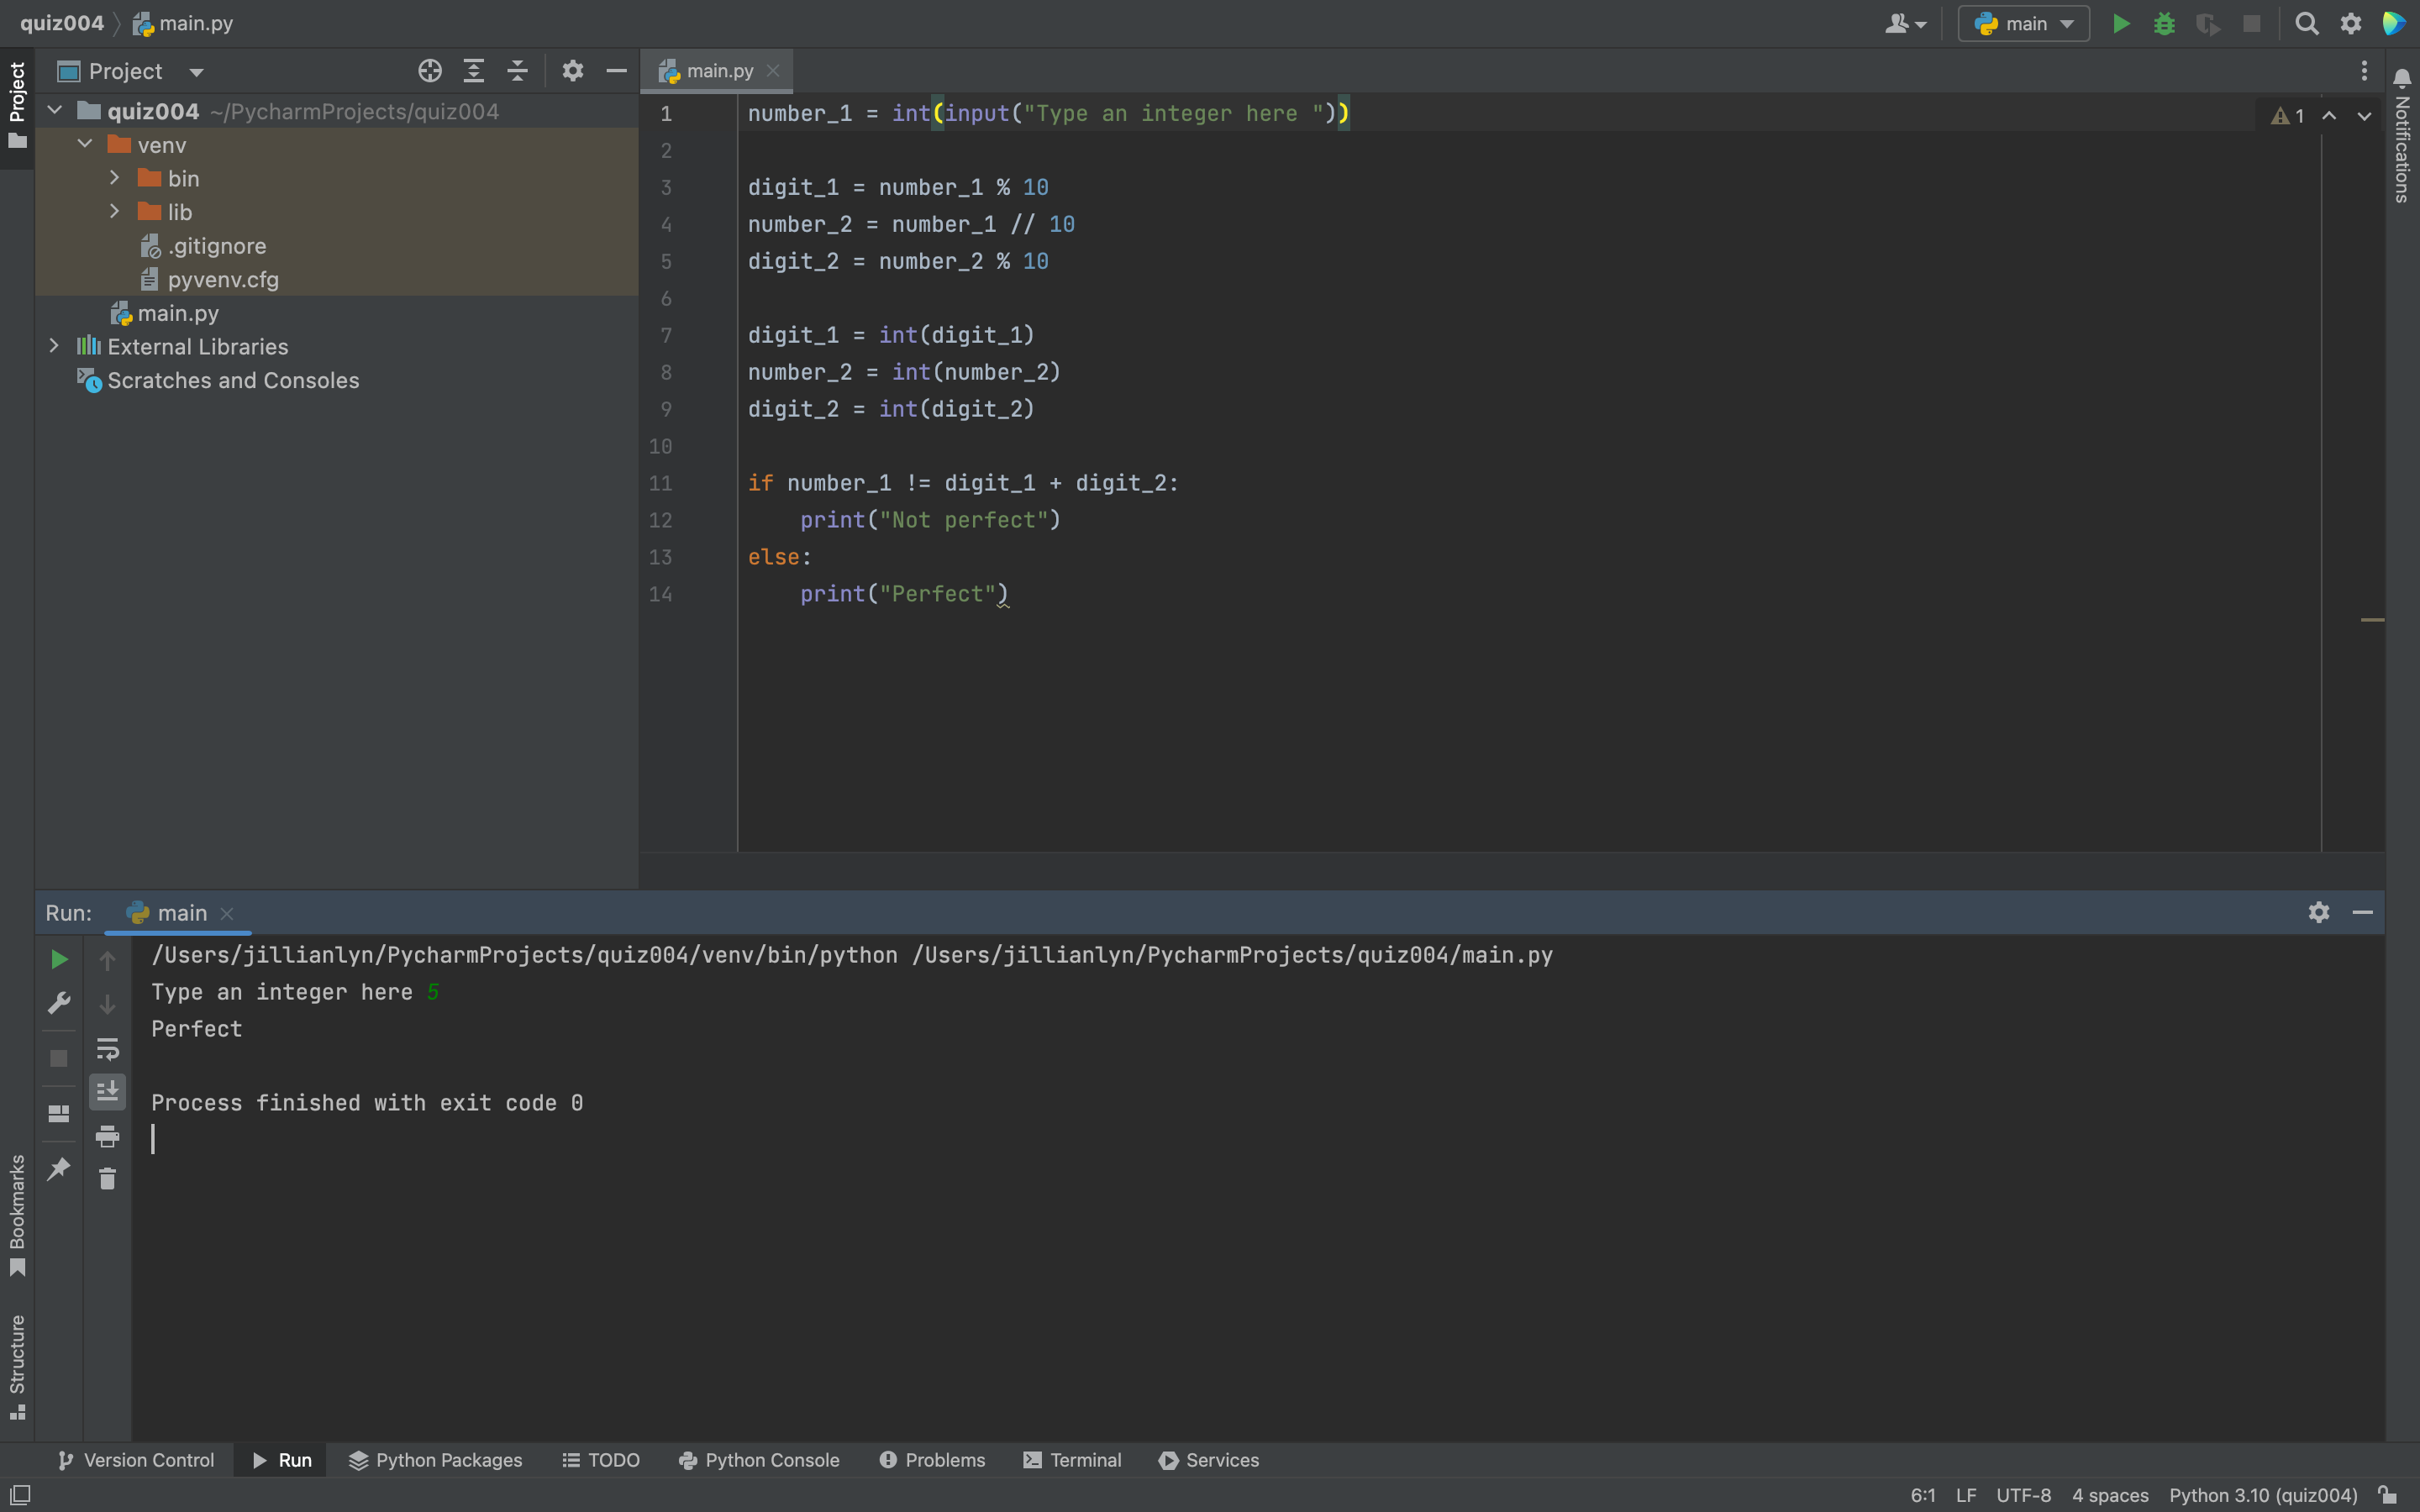 quiz004 main.py
main
Project
Project
main.py
Notifications
quiz004 ~/PycharmProjects/quiz004
venv
bin
lib
.gitignore
pyvenv.cfg
main.py
External Libraries
Scratches and Consoles
1 number_1 = int(input("Type an integer here "))
1
2
3 digit_1 = number_1 % 10
4 number_2 = number_1 // 10
5 digit_2 = number_2 % 10
6
7 digit_1 = int(digit_1)
8 number_2 = int(number_2)
9 digit_2 = int(digit_2)
10
11 if number_1 != digit_1 + digit_2:
12     print("Not perfect")
13 else:
14     print("Perfect")
Run: main
/Users/jillianlyn/PycharmProjects/quiz004/venv/bin/python /Users/jillianlyn/PycharmProjects/quiz004/main.py
Type an integer here 5
Perfect
Process finished with exit code 0
Bookmarks
Structure
Version Control Run Python Packages TODO Python Console Problems Terminal Services
6:1 LF UTF-8 4 spaces Python 3.10 (quiz004)